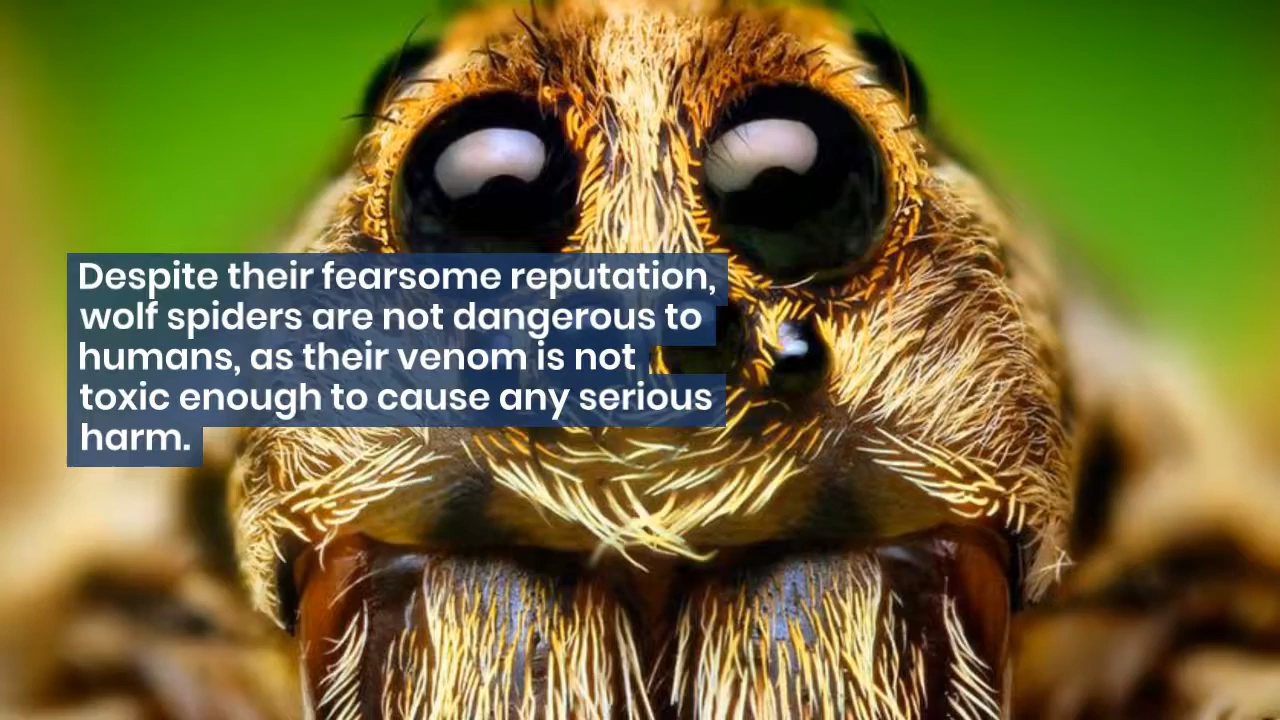 Despite their fearsome reputation,
wolf spiders are not dangerous to
humans, as their venom is not
toxic enough to cause any serious
harm.